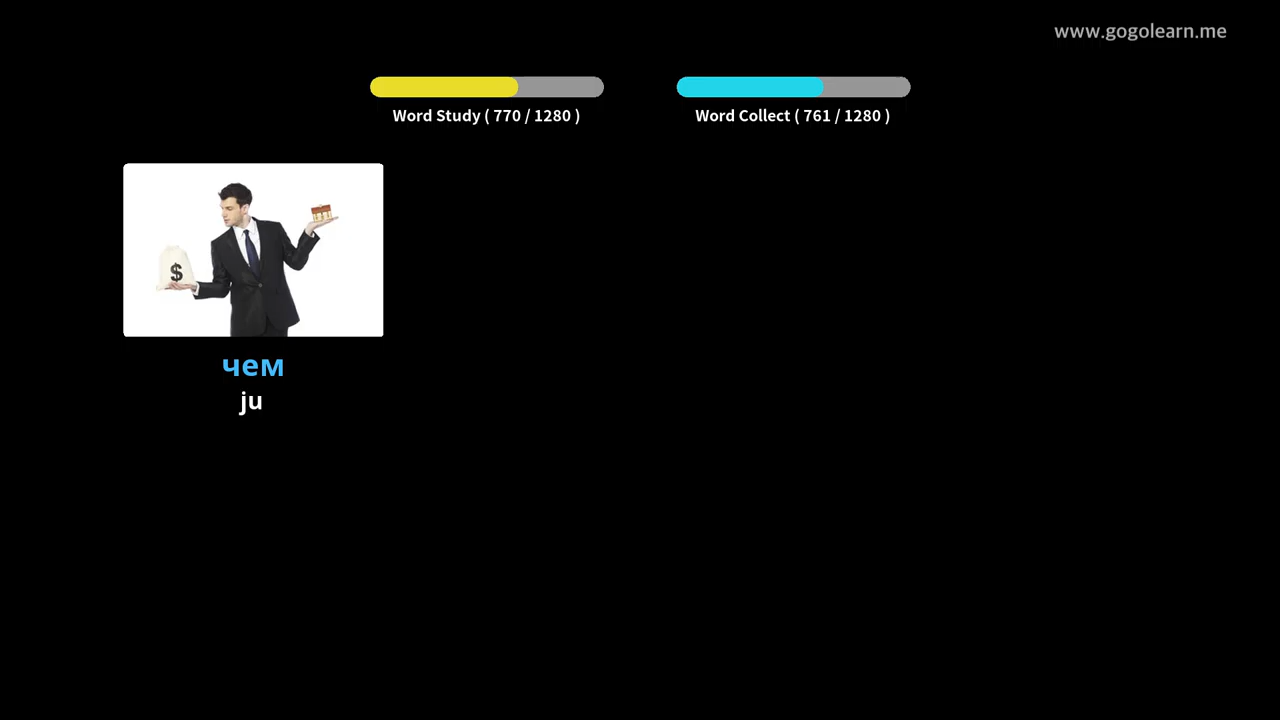 www.gogolearn.me
Word Study ( 770 / 1280 )
Word Collect ( 761 / 1280 )
$
чем
ju